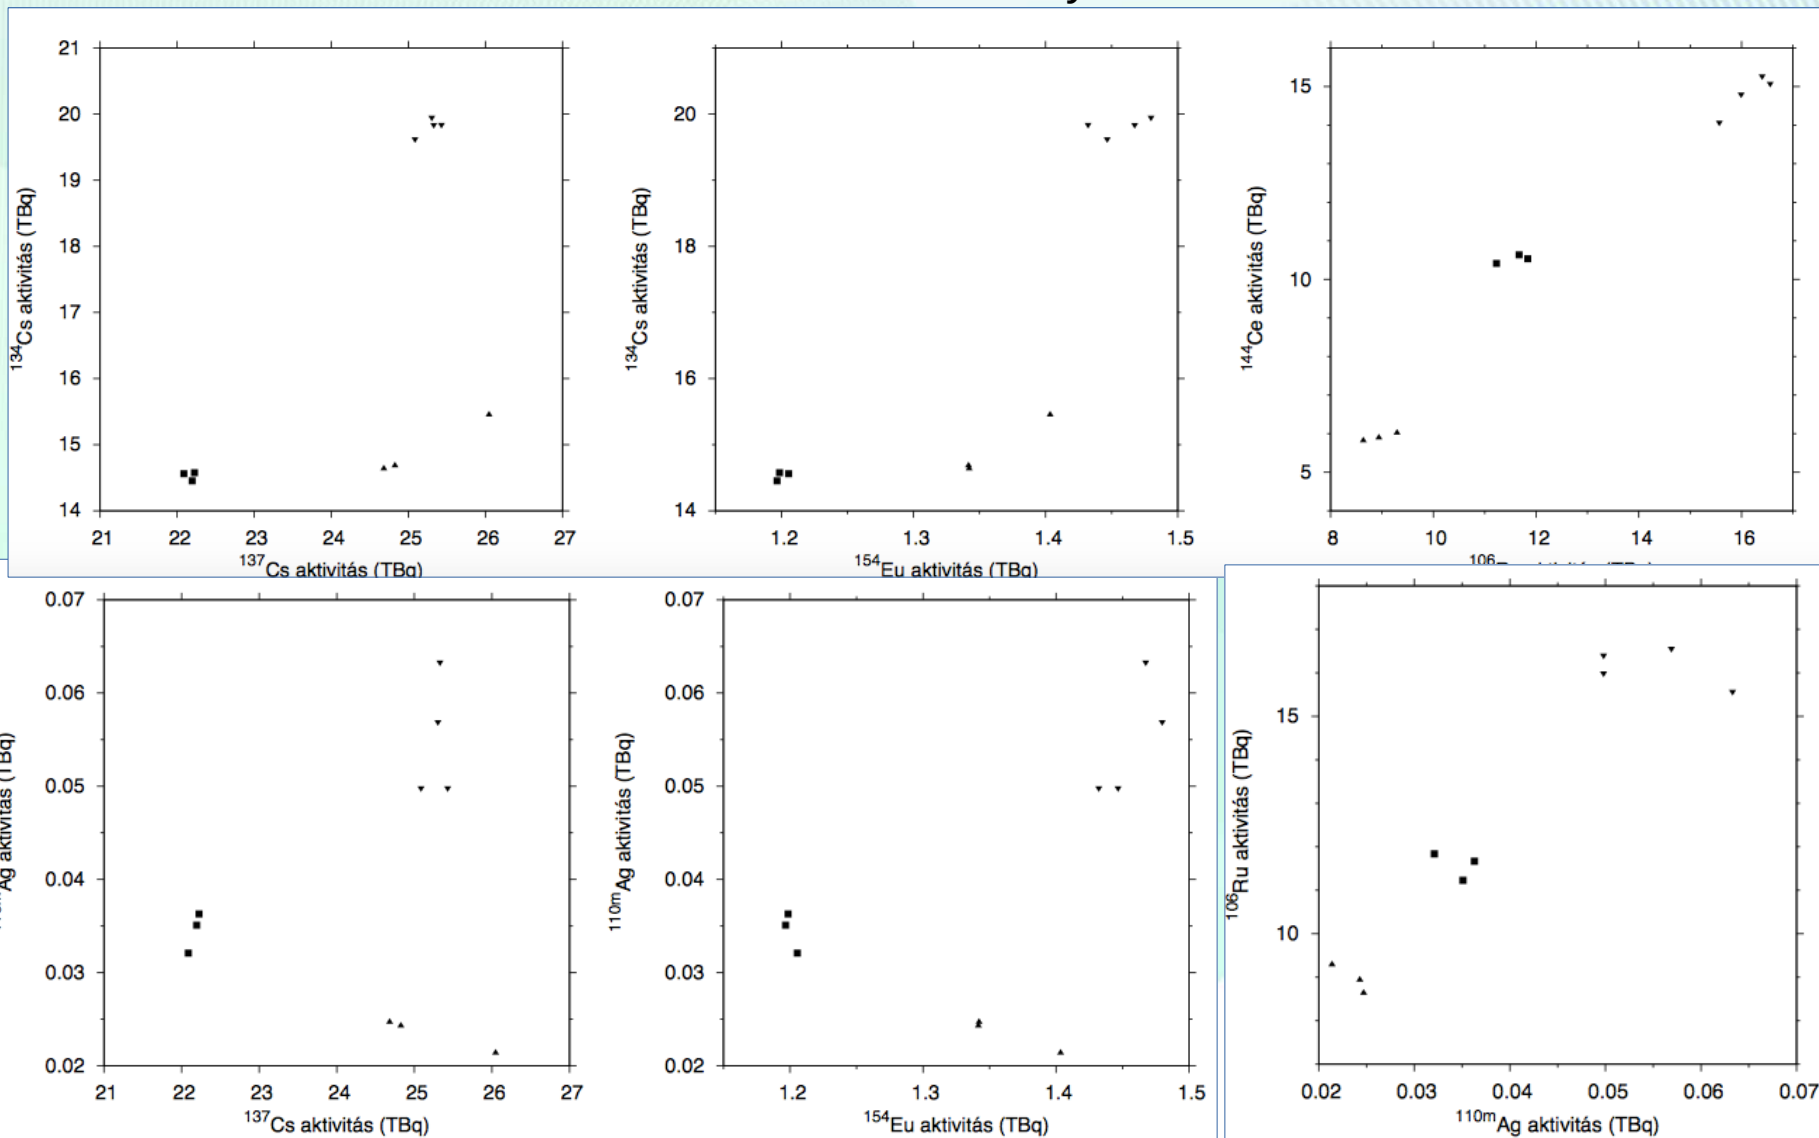 21
20
19
18
17
16
15
14
21 22 23 24 25 26 27
134Cs aktivitás (TBq)
137Cs aktivitás (TBq)
20
18
16
14
1.2 1.3 1.4 1.5
134Cs aktivitás (TBq)
154Eu aktivitás (TBq)
15
10
5
8 10 12 14 16
144Ce aktivitás (TBq)
106
0.07
0.06
0.05
0.04
0.03
0.02
21 22 23 24 25 26 27
Ag aktivitás (TBq)
137Cs aktivitás (TBq)
0.07
0.06
0.05
0.04
0.03
0.02
1.2 1.3 1.4 1.5
110mAg aktivitás (TBq)
154Eu aktivitás (TBq)
15
10
0.02 0.03 0.04 0.05 0.06 0.07
106Ru aktivitás (TBq)
110mAg aktivitás (TBq)